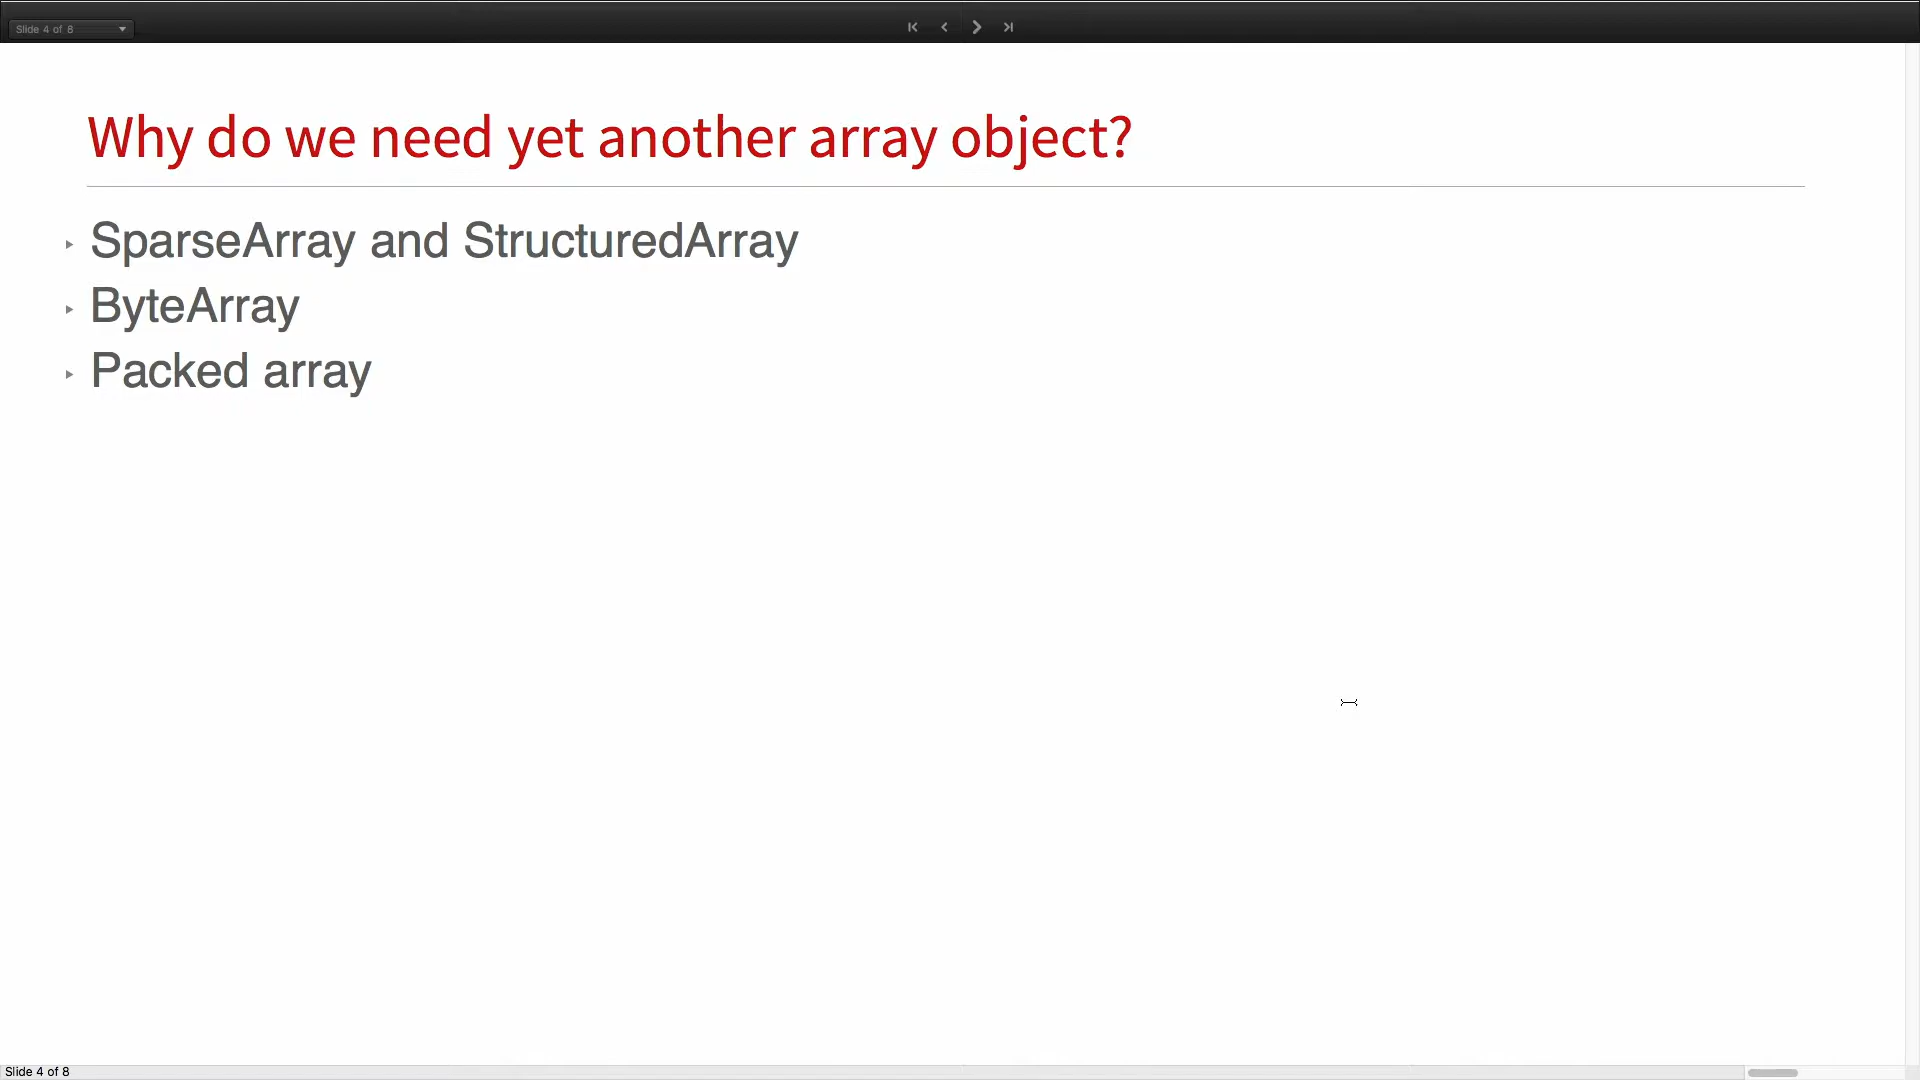 Slide 4 of 8
Why do we need yet another array object?
SparseArray and StructuredArray
ByteArray
Packed array
Slide 4 of 8